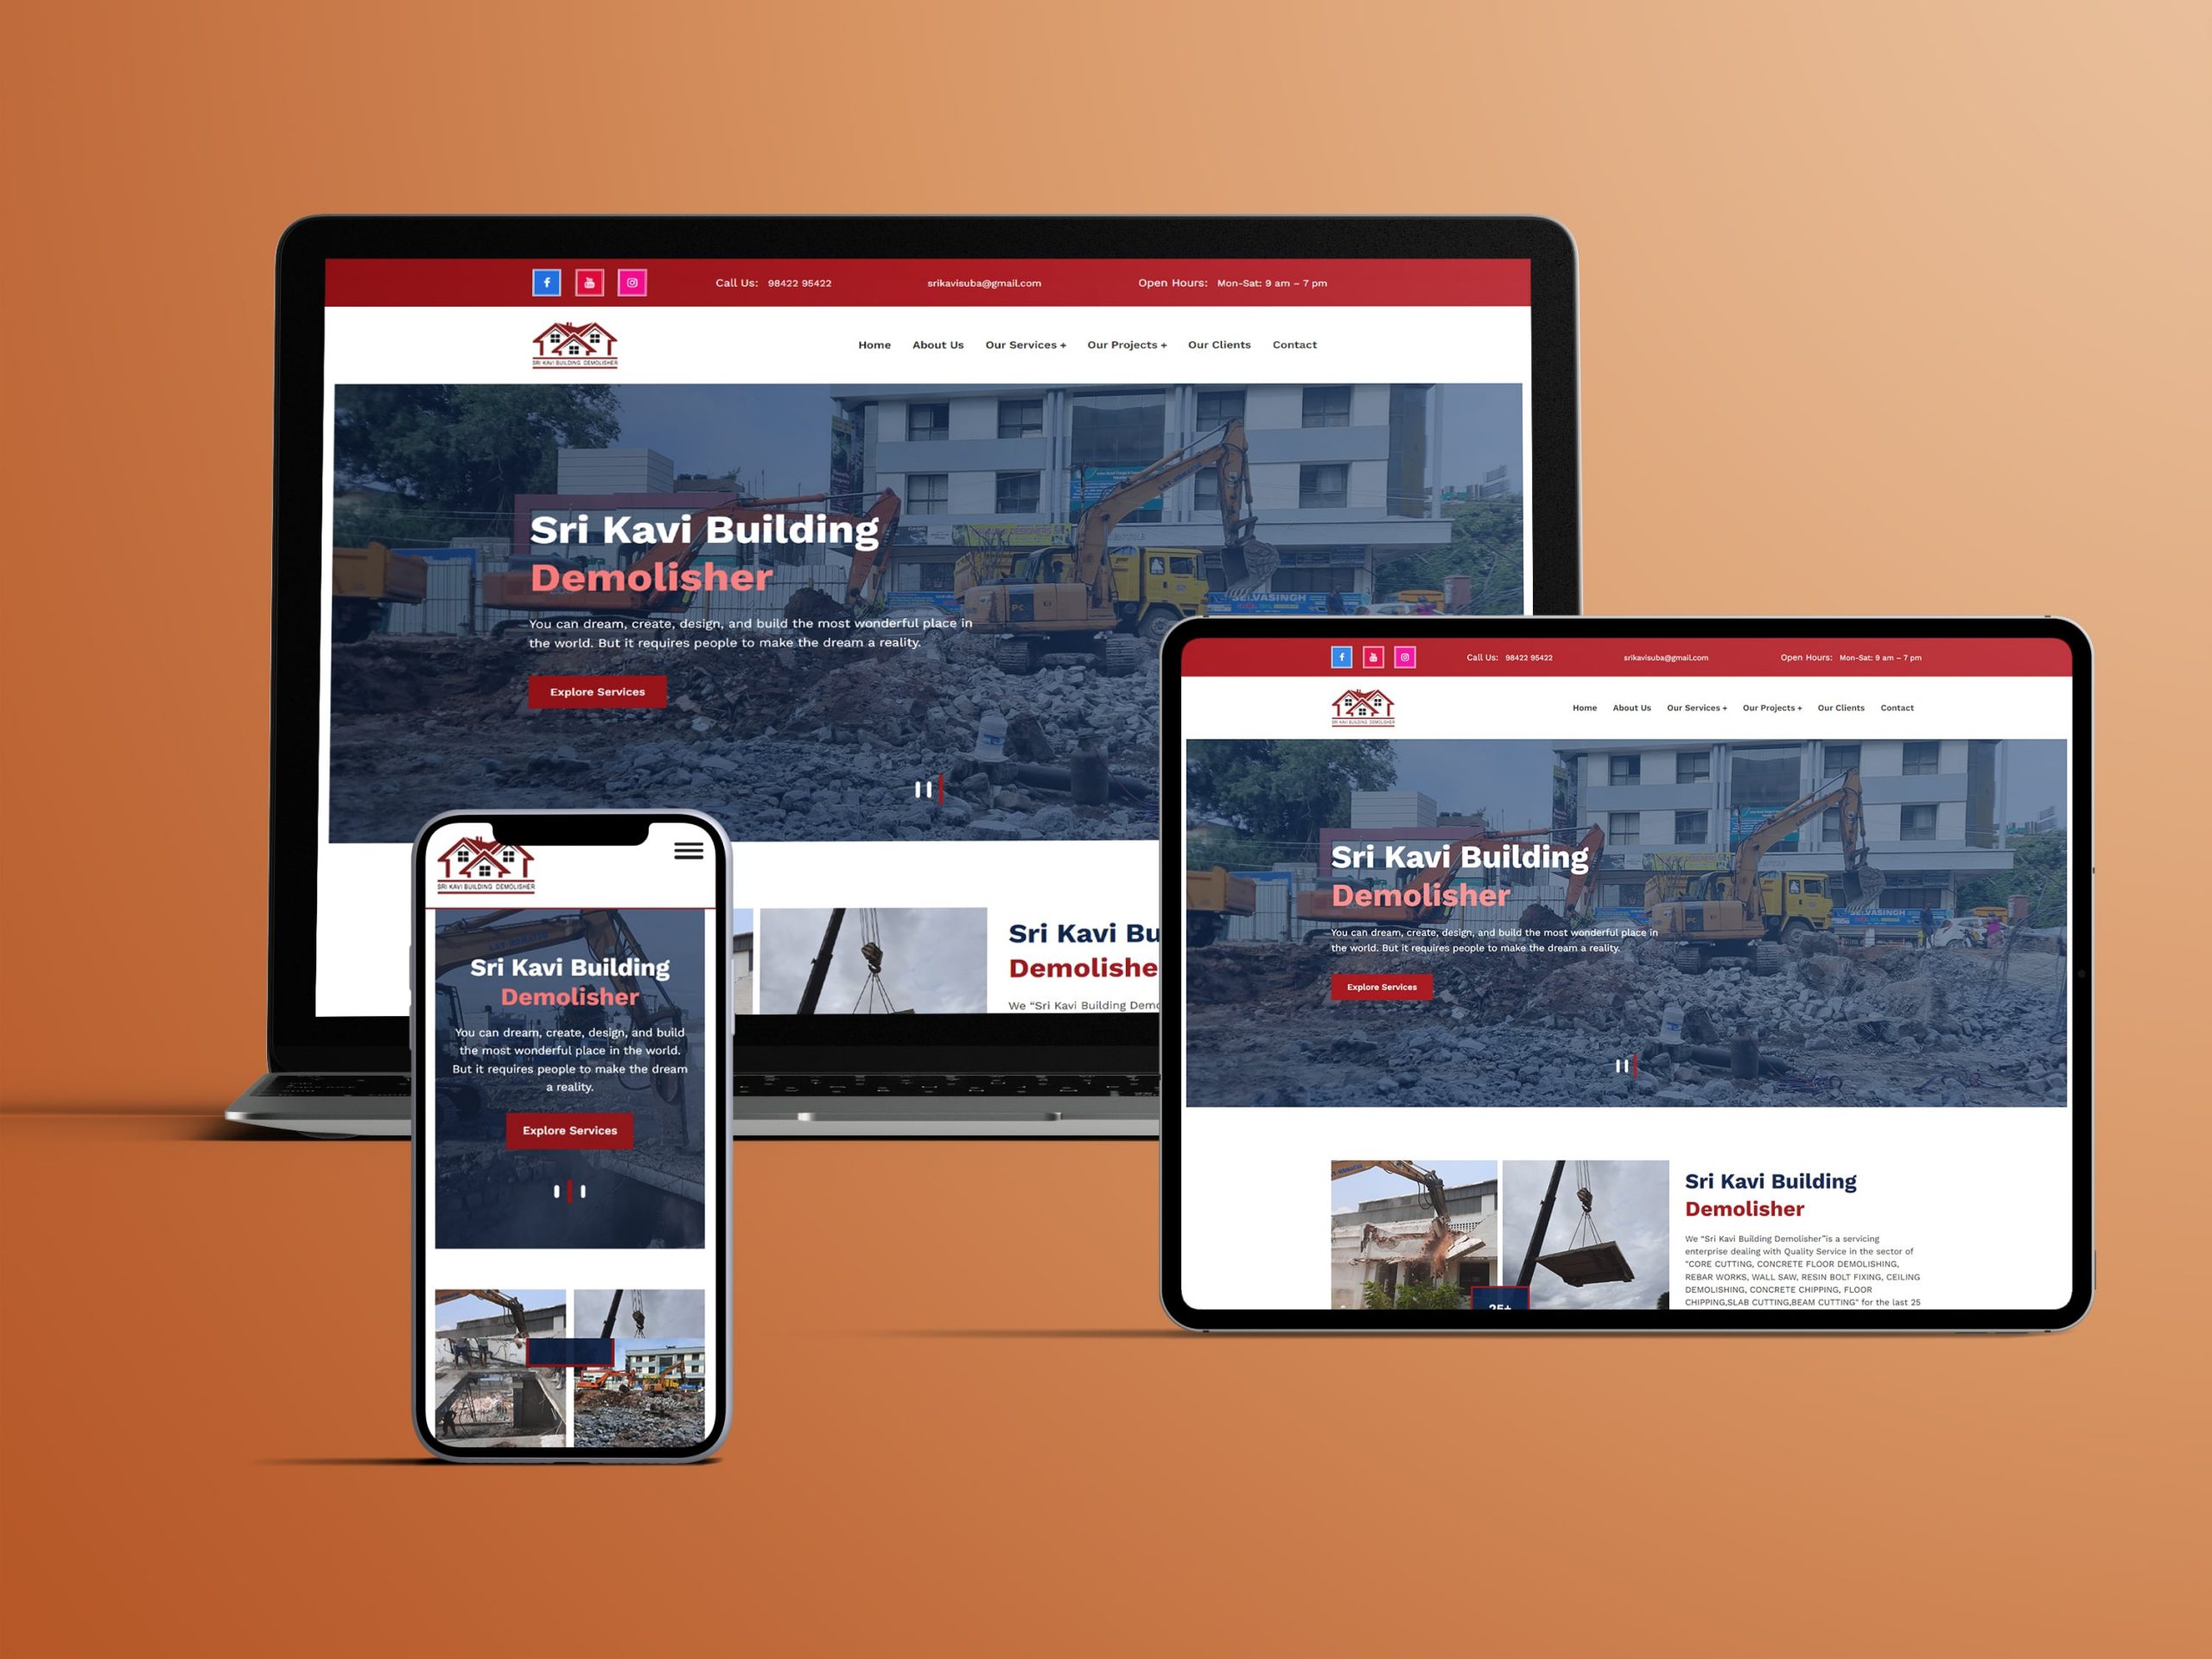 Call Us: 98422 95422
srikavisuba@gmail.com
Open Hours: Mon-Sat: 9 am – 7 pm
SRI KAVI BUILDING DEMOLISHER
Home About Us Our Services + Our Projects + Our Clients Contact
Sri Kavi Building
Demolisher
You can dream, create, design, and build the most wonderful place in
the world. But it requires people to make the dream a reality.
Explore Services
SELVASINGH
PC
Sri Kavi Bu
Demolishe
We “Sri Kavi Building Demo
SRI KAVI BUILDING DEMOLISHER
Sri Kavi Building
Demolisher
You can dream, create, design, and build
the most wonderful place in the world.
But it requires people to make the dream
a reality.
Explore Services
Call Us: 98422 95422
srikavisuba@gmail.com
Open Hours: Mon-Sat: 9 am – 7 pm
SRI KAVI BUILDING DEMOLISHER
Home About Us Our Services + Our Projects + Our Clients Contact
Sri Kavi Building
Demolisher
You can dream, create, design, and build the most wonderful place in
the world. But it requires people to make the dream a reality.
Explore Services
SELVASINGH
PC
Sri Kavi Building
Demolisher
We “Sri Kavi Building Demolisher”is a servicing
enterprise dealing with Quality Service in the sector of
"CORE CUTTING, CONCRETE FLOOR DEMOLISHING,
REBAR WORKS, WALL SAW, RESIN BOLT FIXING, CEILING
DEMOLISHING, CONCRETE CHIPPING, FLOOR
CHIPPING,SLAB CUTTING,BEAM CUTTING" for the last 25
25+